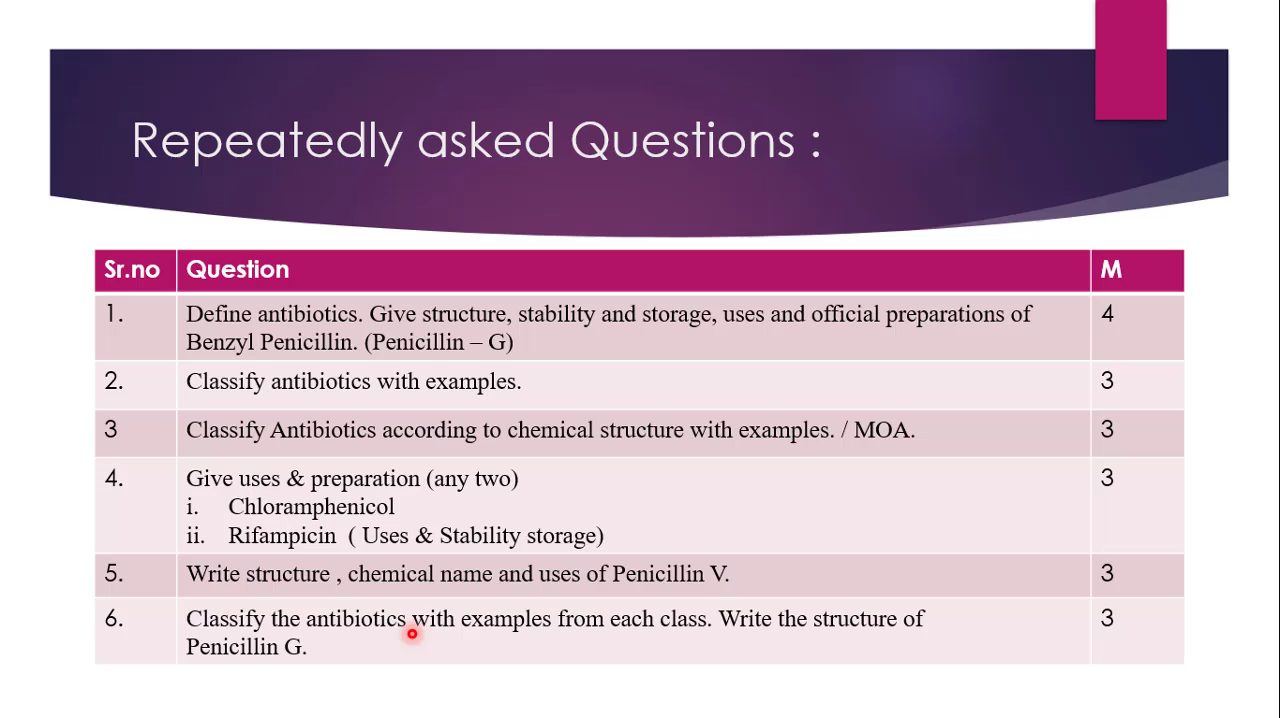 Repeatedly asked Questions :
Sr.no Question M
1. Define antibiotics. Give structure, stability and storage, uses and official preparations of 4
Benzyl Penicillin. (Penicillin – G)
2. Classify antibiotics with examples. 3
3 Classify Antibiotics according to chemical structure with examples. / MOA. 3
4. Give uses & preparation (any two) 3
i. Chloramphenicol
ii. Rifampicin ( Uses & Stability storage)
5. Write structure , chemical name and uses of Penicillin V. 3
6. Classify the antibiotics with examples from each class. Write the structure of 3
Penicillin G.